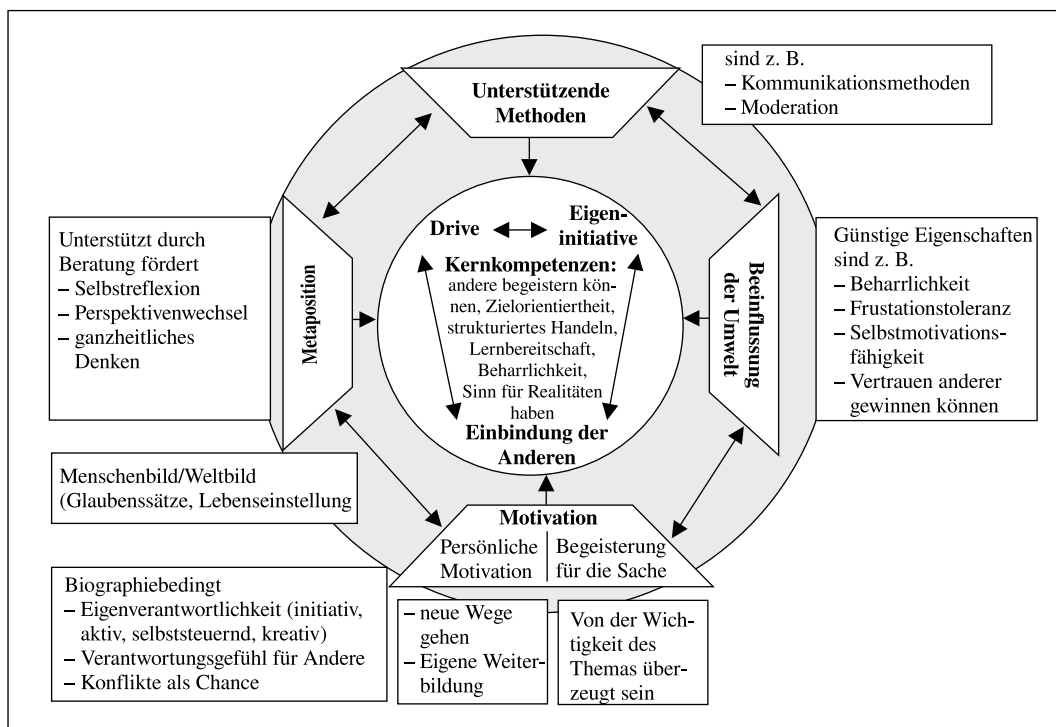 Unterstützende
Methoden
sind z. B.
– Kommunikationsmethoden
– Moderation
Unterstützt durch
Beratung fördert
– Selbstreflexion
– Perspektivenwechsel
– ganzheitliches
Denken
Metaposition
Drive
Eigen-
initiative
Kernkompetenzen:
andere begeistern kön-
nen, Zielorientiertheit,
strukturiertes Handeln,
Lernbereitschaft,
Beharrlichkeit,
Sinn für Realitäten
haben
Einbindung der
Anderen
Beeinflussung
der Umwelt
Günstige Eigenschaften
sind z. B.
– Beharrlichkeit
– Frustationstoleranz
– Selbstmotivations-
fähigkeit
– Vertrauen anderer
gewinnen können
Menschenbild/Weltbild
(Glaubenssätze, Lebenseinstellung
Motivation
Persönliche
Motivation
Begeisterung
für die Sache
Biographiebedingt
– Eigenverantwortlichkeit (initiativ,
aktiv, selbststeuernd, kreativ)
– Verantwortungsgefühl für Andere
– Konflikte als Chance
– neue Wege
gehen
– Eigene Weiter-
bildung
Von der Wich-
tigkeit des
Themas über-
zeugt sein